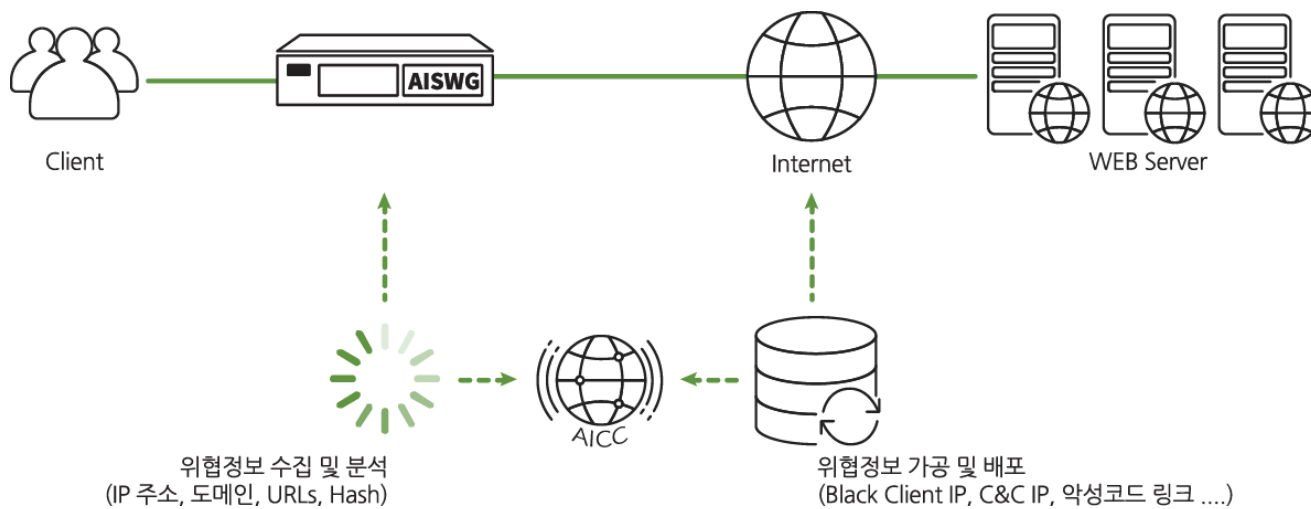 AISWG
Client
Internet
WEB Server
AICC
위협정보 수집 및 분석
(IP 주소, 도메인, URLs, Hash)
위협정보 가공 및 배포
(Black Client IP, C&C IP, 악성코드 링크 ....)